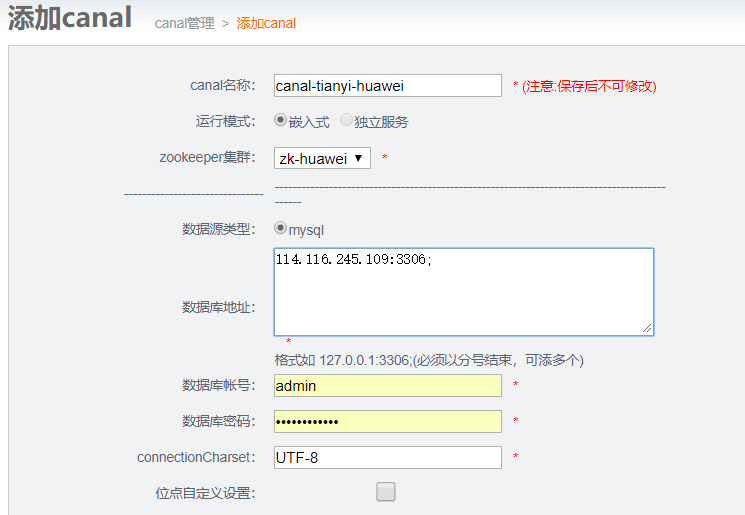 添加canal canal管理 > 添加canal
canal名称: canal-tianyi-huawei * (注意:保存后不可修改)
运行模式: 嵌入式 独立服务
zookeeper集群: zk-huawei *
数据源类型: mysql
数据库地址: 114.116.245.109:3306;
*
格式如 127.0.0.1:3306;(必须以分号结束，可添多个)
数据库帐号: admin *
数据库密码: •••••••••••• *
connectionCharset: UTF-8 *
位点自定义设置: